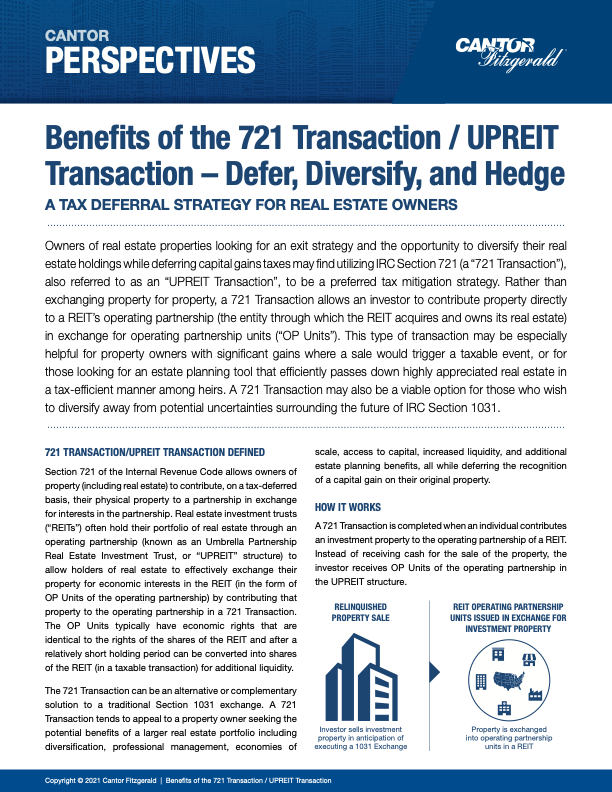 CANTOR
PERSPECTIVES
CANTOR
Fitzgerald
Benefits of the 721 Transaction / UPREIT
Transaction – Defer, Diversify, and Hedge
A TAX DEFERRAL STRATEGY FOR REAL ESTATE OWNERS
Owners of real estate properties looking for an exit strategy and the opportunity to diversify their real
estate holdings while deferring capital gains taxes may find utilizing IRC Section 721 (a “721 Transaction”),
also referred to as an “UPREIT Transaction”, to be a preferred tax mitigation strategy. Rather than
exchanging property for property, a 721 Transaction allows an investor to contribute property directly
to a REIT’s operating partnership (the entity through which the REIT acquires and owns its real estate)
in exchange for operating partnership units (“OP Units”). This type of transaction may be especially
helpful for property owners with significant gains where a sale would trigger a taxable event, or for
those looking for an estate planning tool that efficiently passes down highly appreciated real estate in
a tax-efficient manner among heirs. A 721 Transaction may also be a viable option for those who wish
to diversify away from potential uncertainties surrounding the future of IRC Section 1031.
721 TRANSACTION/UPREIT TRANSACTION DEFINED
Section 721 of the Internal Revenue Code allows owners of
property (including real estate) to contribute, on a tax-deferred
basis, their physical property to a partnership in exchange
for interests in the partnership. Real estate investment trusts
(“REITs”) often hold their portfolio of real estate through an
operating partnership (known as an Umbrella Partnership
Real Estate Investment Trust, or “UPREIT” structure) to
allow holders of real estate to effectively exchange their
property for economic interests in the REIT (in the form of
OP Units of the operating partnership) by contributing that
property to the operating partnership in a 721 Transaction.
The OP Units typically have economic rights that are
identical to the rights of the shares of the REIT and after a
relatively short holding period can be converted into shares
of the REIT (in a taxable transaction) for additional liquidity.
The 721 Transaction can be an alternative or complementary
solution to a traditional Section 1031 exchange. A 721
Transaction tends to appeal to a property owner seeking the
potential benefits of a larger real estate portfolio including
diversification, professional management, economies of
scale, access to capital, increased liquidity, and additional
estate planning benefits, all while deferring the recognition
of a capital gain on their original property.
HOW IT WORKS
A 721 Transaction is completed when an individual contributes
an investment property to the operating partnership of a REIT.
Instead of receiving cash for the sale of the property, the
investor receives OP Units of the operating partnership in
the UPREIT structure.
RELINQUISHED
PROPERTY SALE
Investor sells investment
property in anticipation of
executing a 1031 Exchange
REIT OPERATING PARTNERSHIP
UNITS ISSUED IN EXCHANGE FOR
INVESTMENT PROPERTY
Property is exchanged
into operating partnership
units in a REIT
Copyright © 2021 Cantor Fitzgerald | Benefits of the 721 Transaction / UPREIT Transaction